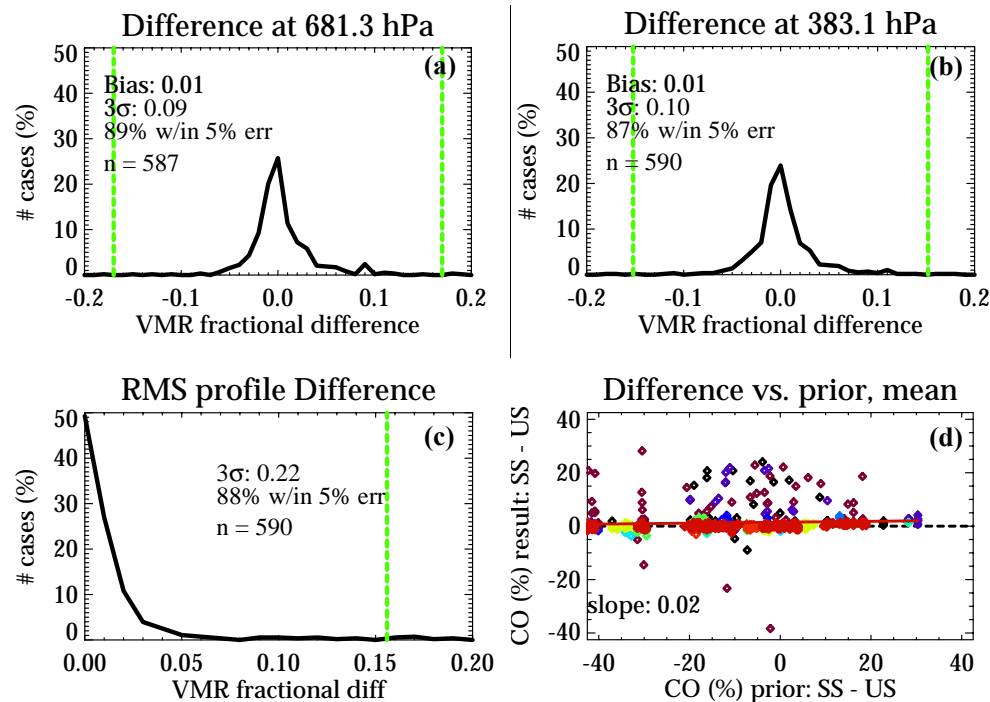 Difference at 681.3 hPa
(a)
Bias: 0.01
3σ: 0.09
89% w/in 5% err
n = 587
# cases (%)
50
40
30
20
10
0
-0.2 -0.1 0.0 0.1 0.2
VMR fractional difference
Difference at 383.1 hPa
(b)
Bias: 0.01
3σ: 0.10
87% w/in 5% err
n = 590
# cases (%)
50
40
30
20
10
0
-0.2 -0.1 0.0 0.1 0.2
VMR fractional difference
RMS profile Difference
(c)
3σ: 0.22
88% w/in 5% err
n = 590
# cases (%)
50
40
30
20
10
0
0.00 0.05 0.10 0.15 0.20
VMR fractional diff
Difference vs. prior, mean
(d)
CO (%) result: SS - US
40
20
0
-20
-40
slope: 0.02
-40 -20 0 20 40
CO (%) prior: SS - US